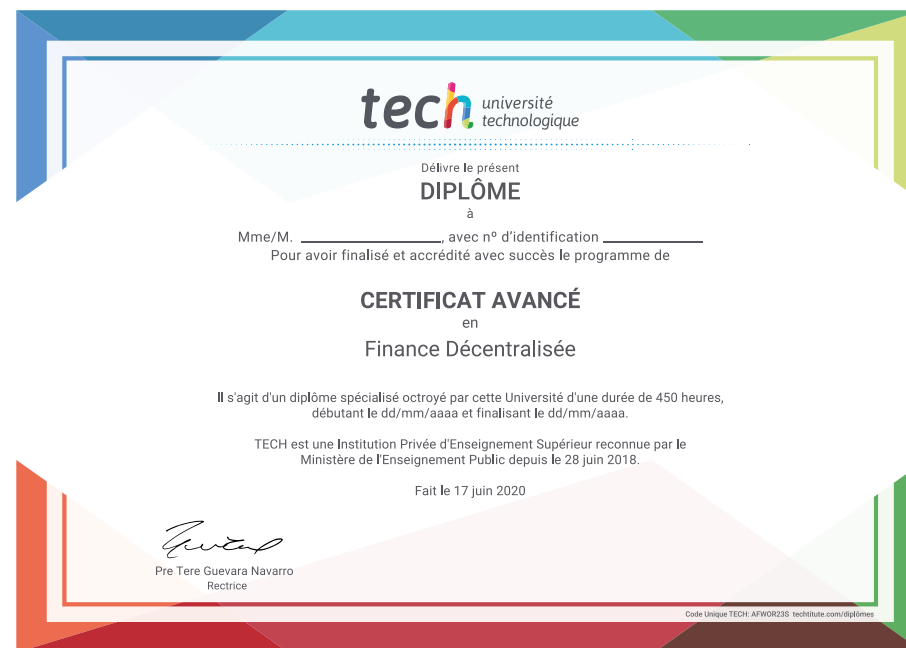 tech université
technologique
Délivre le présent
DIPLÔME
à
Mme/M. ____________________, avec nº d'identification ______________
Pour avoir finalisé et accrédité avec succès le programme de
CERTIFICAT AVANCÉ
en
Finance Décentralisée
Il s'agit d'un diplôme spécialisé octroyé par cette Université d'une durée de 450 heures,
débutant le dd/mm/aaaa et finalisant le dd/mm/aaaa.
TECH est une Institution Privée d'Enseignement Supérieur reconnue par le
Ministère de l'Enseignement Public depuis le 28 juin 2018.
Fait le 17 juin 2020
Pre Tere Guevara Navarro
Rectrice
Code Unique TECH: AFWOR23S techtitute.com/diplômes